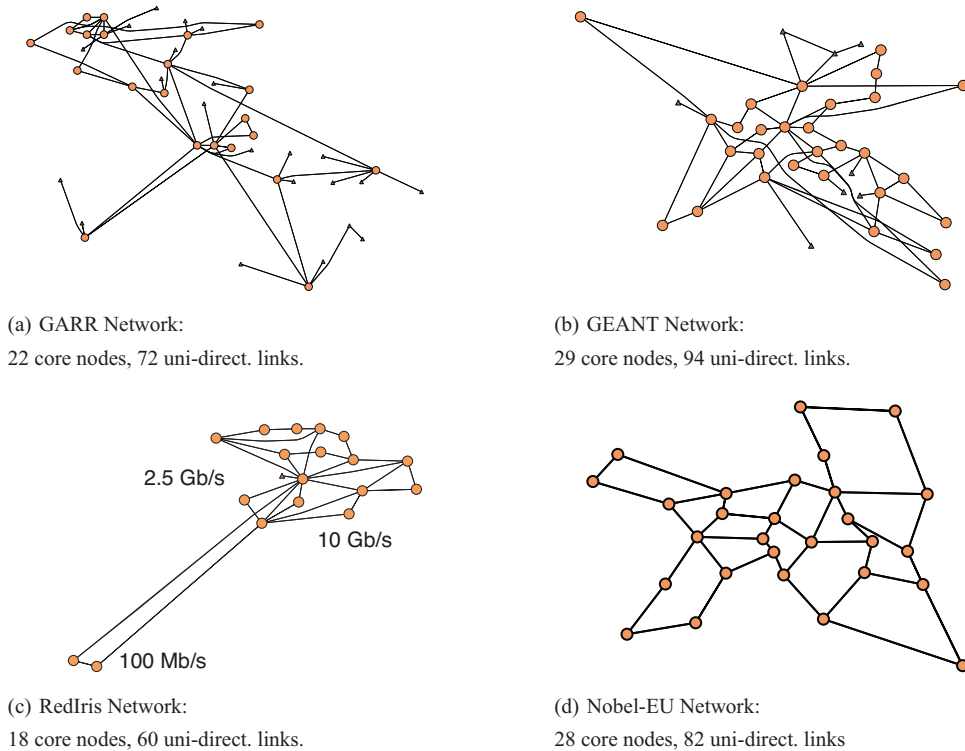 (a) GARR Network:
22 core nodes, 72 uni-direct. links.
(b) GEANT Network:
29 core nodes, 94 uni-direct. links.
2.5 Gb/s
10 Gb/s
100 Mb/s
(c) RedIris Network:
18 core nodes, 60 uni-direct. links.
(d) Nobel-EU Network:
28 core nodes, 82 uni-direct. links